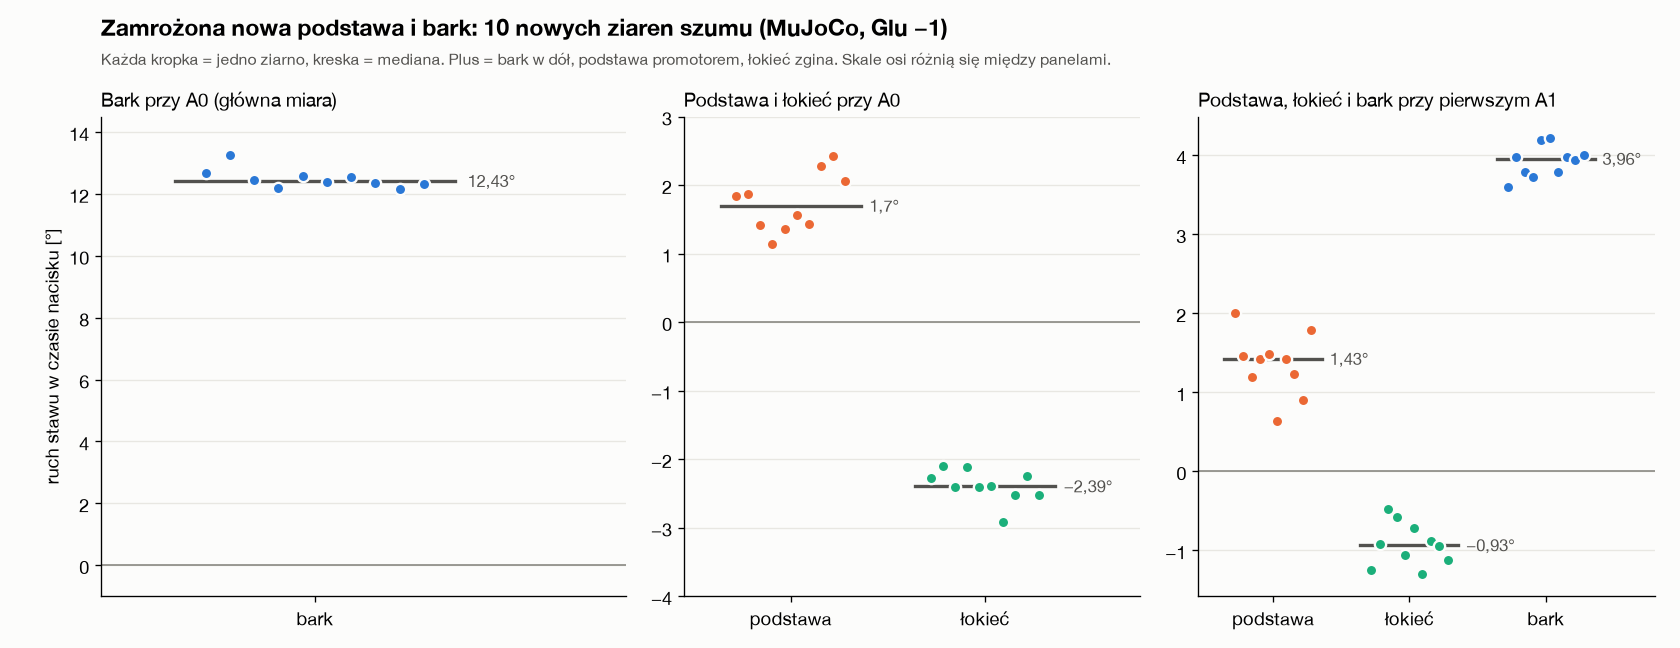 Zamrożona nowa podstawa i bark: 10 nowych ziaren szumu (MuJoCo, Glu −1)
Każda kropka = jedno ziarno, kreska = mediana. Plus = bark w dół, podstawa promotorem, łokieć zgina. Skale osi różnią się między panelami.
Bark przy A0 (główna miara)
ruch stawu w czasie nacisku [°]
14
12
10
8
6
4
2
0
12,43°
bark
Podstawa i łokieć przy A0
3
2
1
0
−1
−2
−3
−4
1,7°
−2,39°
podstawa
łokieć
Podstawa, łokieć i bark przy pierwszym A1
4
3
2
1
0
−1
3,96°
1,43°
−0,93°
podstawa
łokieć
bark